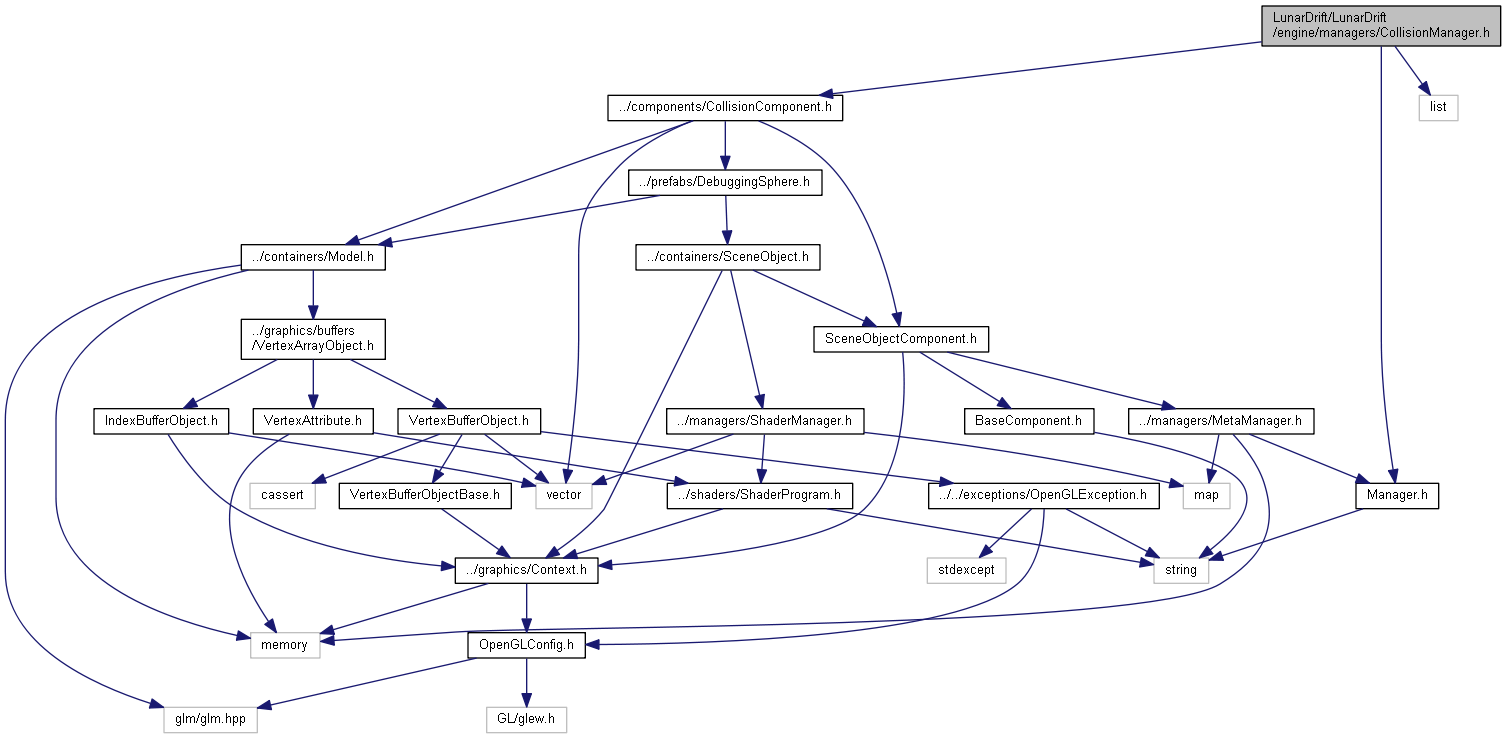 LunarDrift/LunarDrift
/engine/managers/CollisionManager.h
../components/CollisionComponent.h
list
../prefabs/DebuggingSphere.h
../containers/Model.h
../containers/SceneObject.h
../graphics/buffers
/VertexArrayObject.h
SceneObjectComponent.h
IndexBufferObject.h
VertexAttribute.h
VertexBufferObject.h
../managers/ShaderManager.h
BaseComponent.h
../managers/MetaManager.h
cassert
VertexBufferObjectBase.h
vector
../shaders/ShaderProgram.h
../../exceptions/OpenGLException.h
map
Manager.h
../graphics/Context.h
stdexcept
string
memory
OpenGLConfig.h
glm/glm.hpp
GL/glew.h